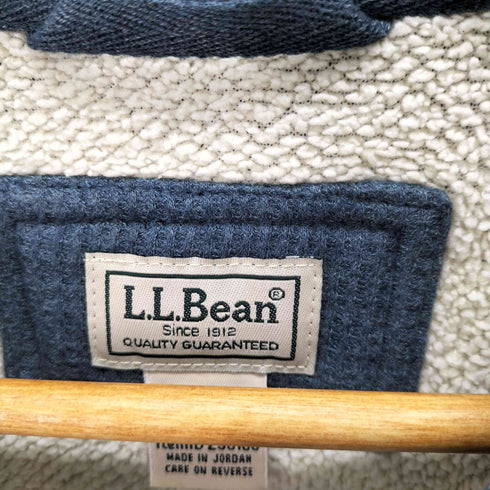 L.L.Bean®
Since 1912
QUALITY GUARANTEED
MADE IN JORDAN
CARE ON REVERSE